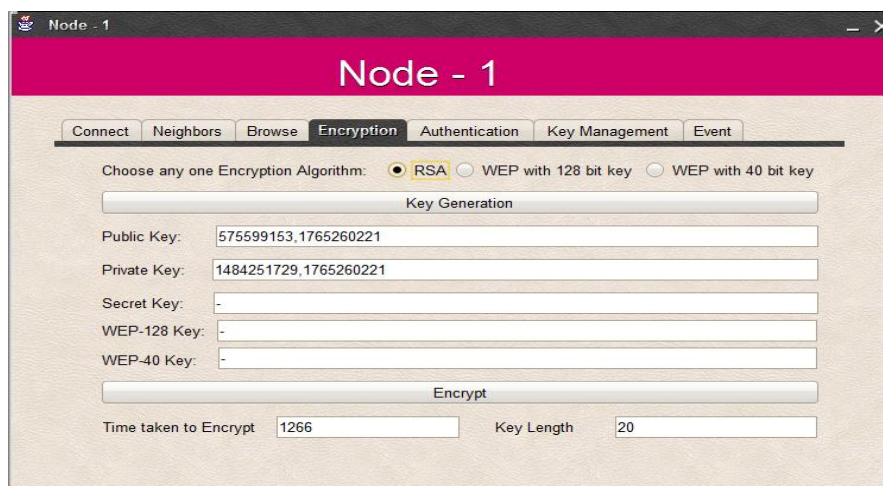 Node - 1
Node - 1
Connect Neighbors Browse Encryption Authentication Key Management Event
Choose any one Encryption Algorithm: RSA WEP with 128 bit key WEP with 40 bit key
Key Generation
Public Key: 575599153,1765260221
Private Key: 1484251729,1765260221
Secret Key: -
WEP-128 Key: -
WEP-40 Key: -
Encrypt
Time taken to Encrypt 1266 Key Length 20